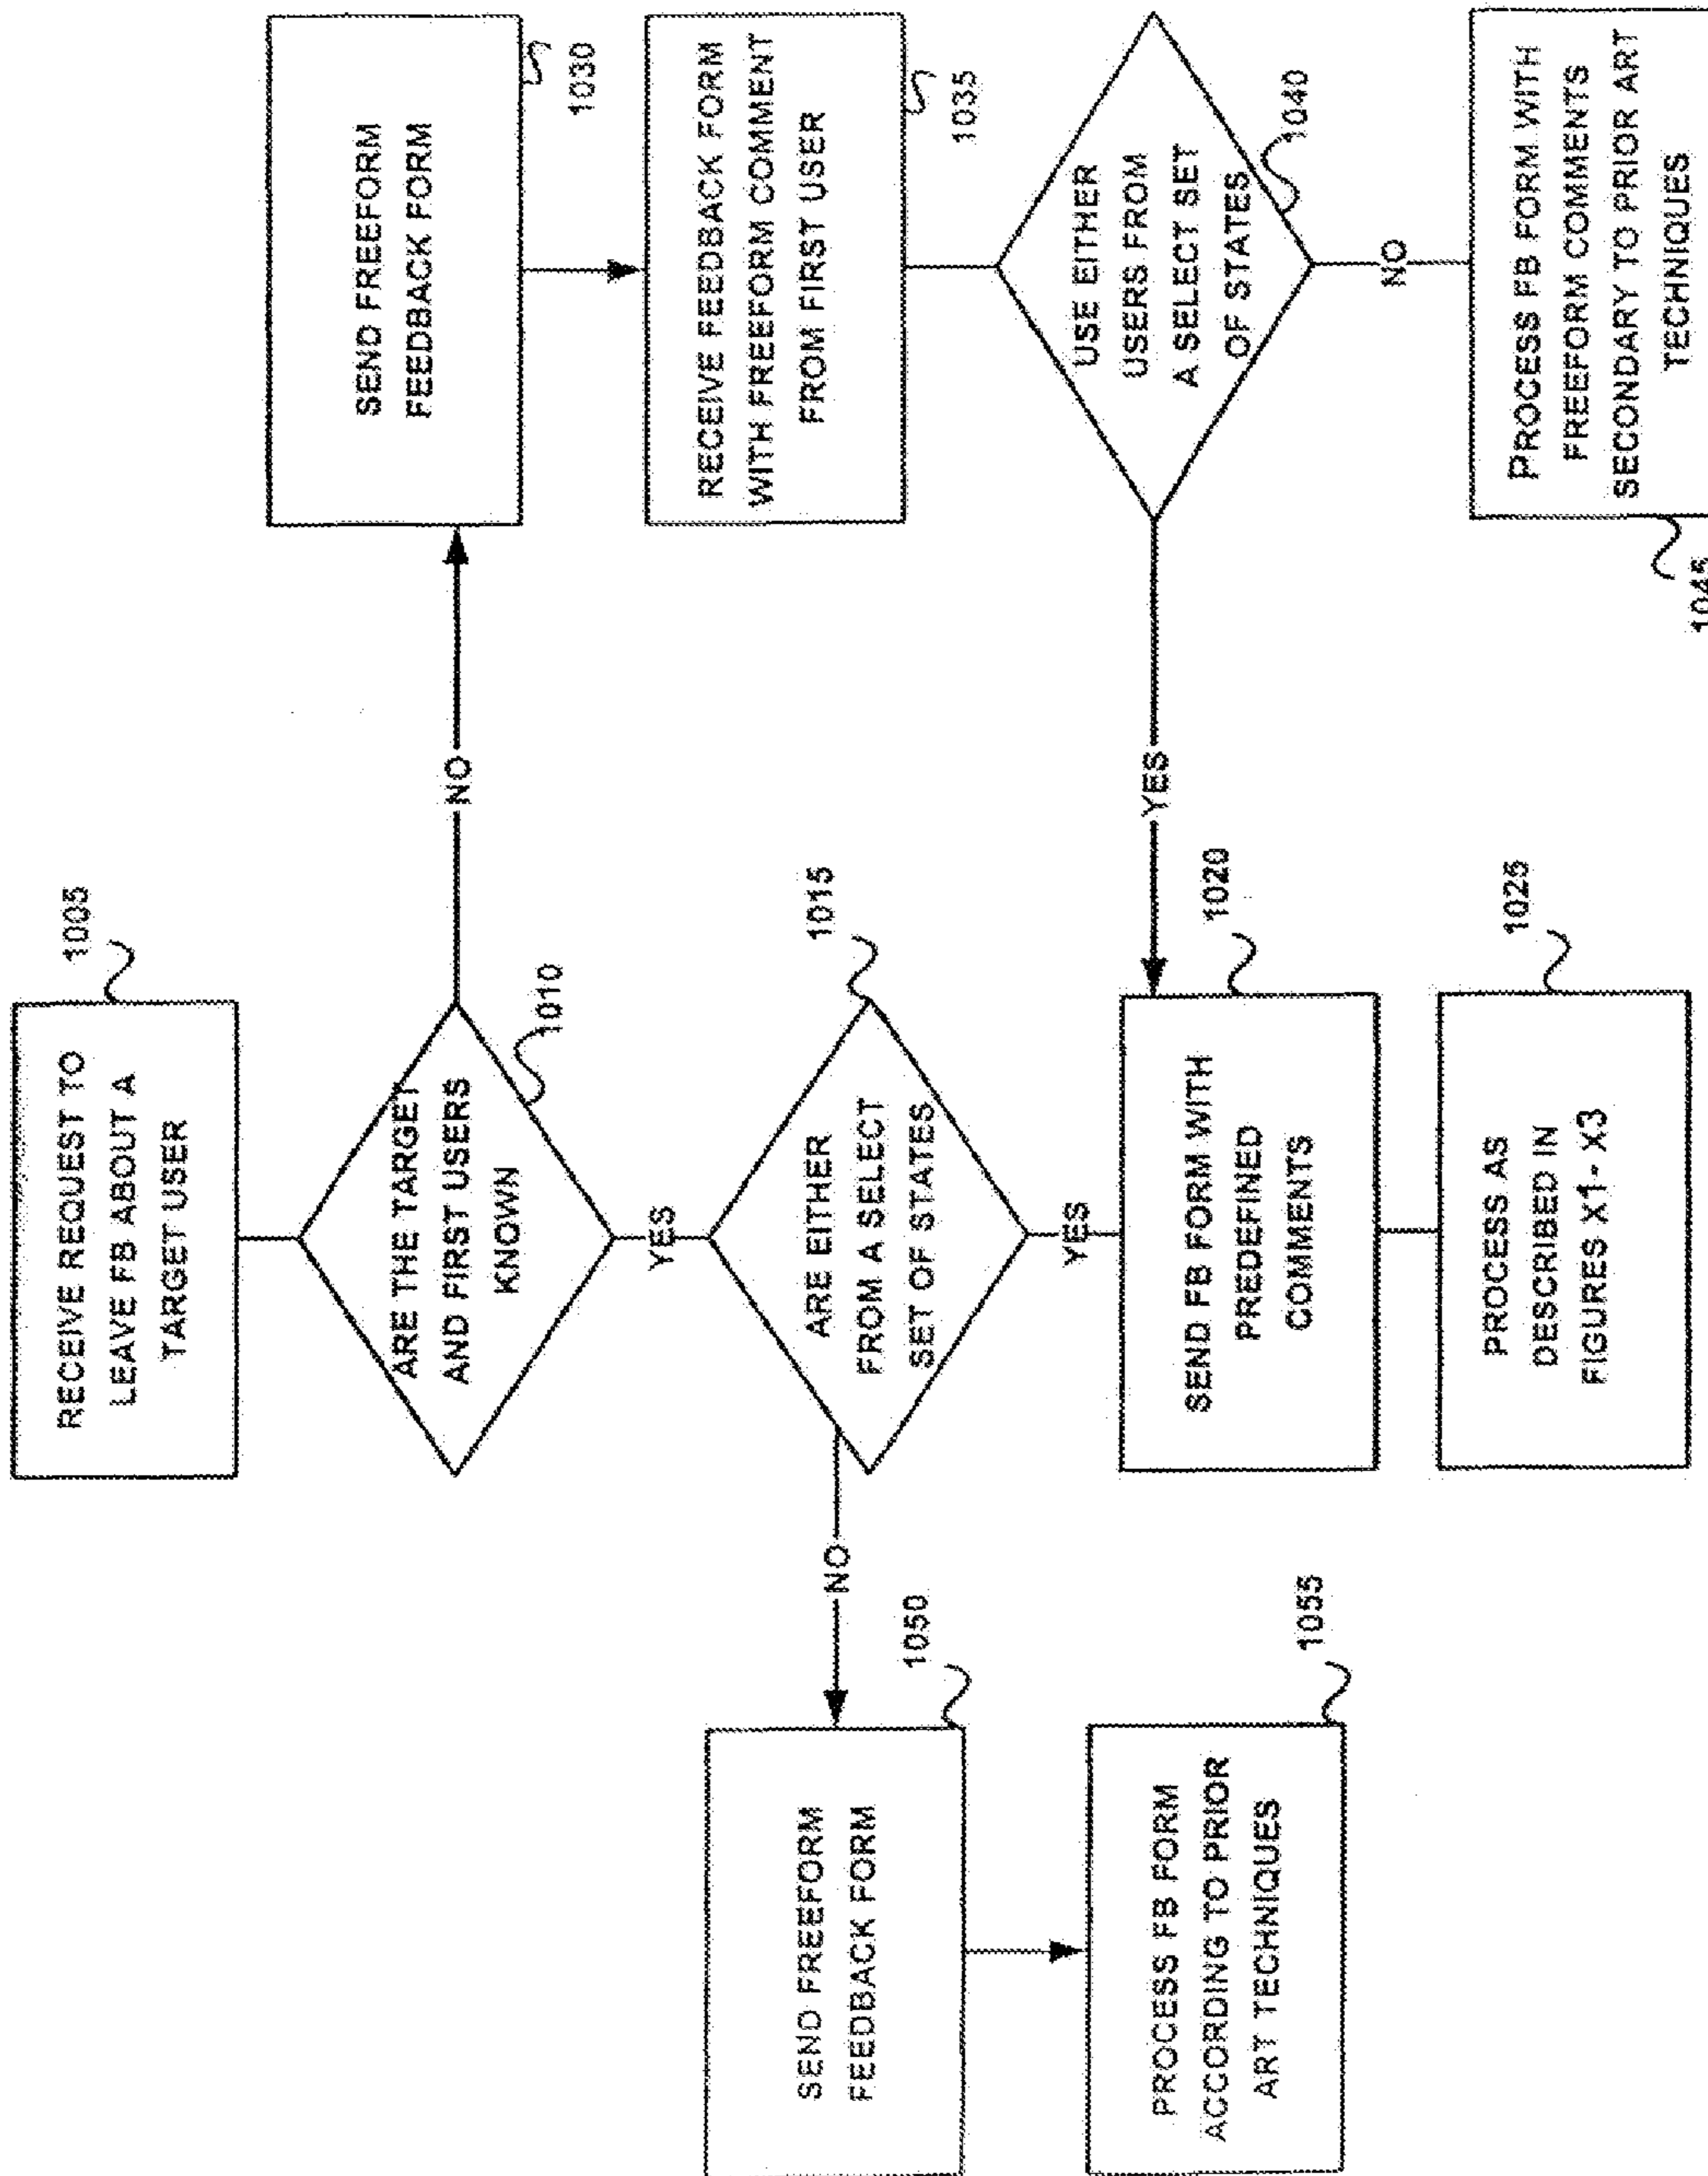 RECEIVE REQUEST TO
LEAVE FB ABOUT A
TARGET USER
1005
ARE THE TARGET
AND FIRST USERS
KNOWN
1010
NO
YES
SEND FREEFORM
FEEDBACK FORM
1030
RECEIVE FEEDBACK FORM
WITH FREEFORM COMMENT
FROM FIRST USER
1035
USE EITHER
USERS FROM
A SELECT SET
OF STATES
1040
YES
NO
PROCESS FB FORM WITH
FREEFORM COMMENTS
SECONDARY TO PRIOR ART
TECHNIQUES
1045
ARE EITHER
FROM A SELECT
SET OF STATES
1015
NO
YES
SEND FB FORM WITH
PREDEFINED
COMMENTS
1020
PROCESS AS
DESCRIBED IN
FIGURES X1- X3
1025
SEND FREEFORM
FEEDBACK FORM
1050
PROCESS FB FORM
ACCORDING TO PRIOR
ART TECHNIQUES
1055